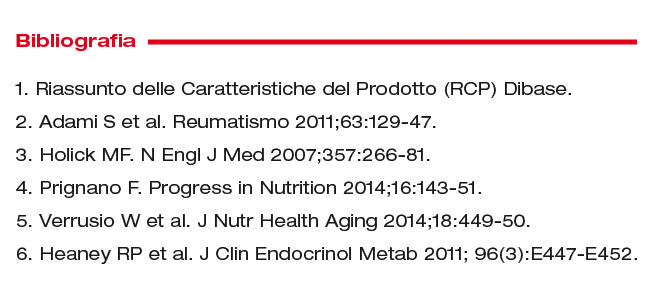 Bibliografia
1. Riassunto delle Caratteristiche del Prodotto (RCP) Dibase.
2. Adami S et al. Reumatismo 2011;63:129-47.
3. Holick MF. N Engl J Med 2007;357:266-81.
4. Prignano F. Progress in Nutrition 2014;16:143-51.
5. Verrusio W et al. J Nutr Health Aging 2014;18:449-50.
6. Heaney RP et al. J Clin Endocrinol Metab 2011; 96(3):E447-E452.